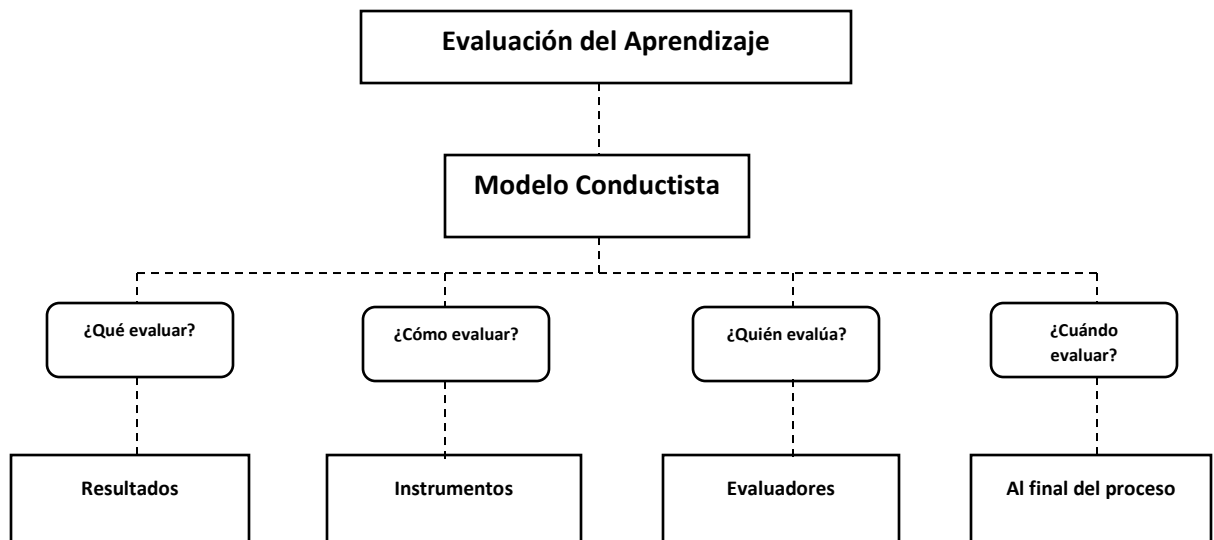 Evaluación del Aprendizaje
Modelo Conductista
¿Qué evaluar?
¿Cómo evaluar?
¿Quién evalúa?
¿Cuándo
evaluar?
Resultados
Instrumentos
Evaluadores
Al final del proceso